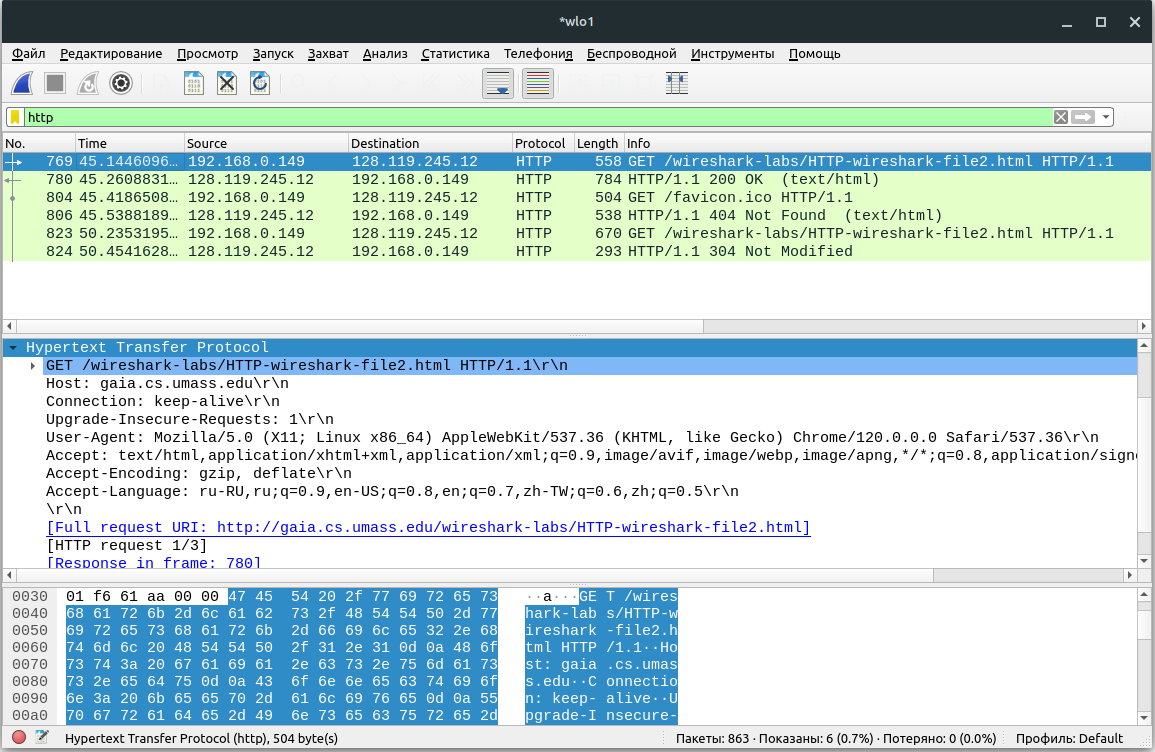 *wlo1
Файл Редактирование Просмотр Запуск Захват Анализ Статистика Телефония Беспроводной Инструменты Помощь
http
No. Time Source Destination Protocol Length Info
769 45.1446096… 192.168.0.149 128.119.245.12 HTTP 558 GET /wireshark-labs/HTTP-wireshark-file2.html HTTP/1.1
780 45.2608831… 128.119.245.12 192.168.0.149 HTTP 784 HTTP/1.1 200 OK (text/html)
804 45.4186508… 192.168.0.149 128.119.245.12 HTTP 504 GET /favicon.ico HTTP/1.1
806 45.5388189… 128.119.245.12 192.168.0.149 HTTP 538 HTTP/1.1 404 Not Found (text/html)
823 50.2353195… 192.168.0.149 128.119.245.12 HTTP 670 GET /wireshark-labs/HTTP-wireshark-file2.html HTTP/1.1
824 50.4541628… 128.119.245.12 192.168.0.149 HTTP 293 HTTP/1.1 304 Not Modified
Hypertext Transfer Protocol
GET /wireshark-labs/HTTP-wireshark-file2.html HTTP/1.1\r\n
Host: gaia.cs.umass.edu\r\n
Connection: keep-alive\r\n
Upgrade-Insecure-Requests: 1\r\n
User-Agent: Mozilla/5.0 (X11; Linux x86_64) AppleWebKit/537.36 (KHTML, like Gecko) Chrome/120.0.0.0 Safari/537.36\r\n
Accept: text/html,application/xhtml+xml,application/xml;q=0.9,image/avif,image/webp,image/apng,*/*;q=0.8,application/signe
Accept-Encoding: gzip, deflate\r\n
Accept-Language: ru-RU,ru;q=0.9,en-US;q=0.8,en;q=0.7,zh-TW;q=0.6,zh;q=0.5\r\n
\r\n
[Full request URI: http://gaia.cs.umass.edu/wireshark-labs/HTTP-wireshark-file2.html]
[HTTP request 1/3]
[Response in frame: 780]
0030 01 f6 61 aa 00 00 47 45 54 20 2f 77 69 72 65 73 ··a···GE T /wires
0040 68 61 72 6b 2d 6c 61 62 73 2f 48 54 54 50 2d 77 hark-lab s/HTTP-w
0050 69 72 65 73 68 61 72 6b 2d 66 69 6c 65 32 2e 68 ireshark -file2.h
0060 74 6d 6c 20 48 54 54 50 2f 31 2e 31 0d 0a 48 6f tml HTTP /1.1··Ho
0070 73 74 3a 20 67 61 69 61 2e 63 73 2e 75 6d 61 73 st: gaia .cs.umas
0080 73 2e 65 64 75 0d 0a 43 6f 6e 6e 65 63 74 69 6f s.edu··C onnectio
0090 6e 3a 20 6b 65 65 70 2d 61 6c 69 76 65 0d 0a 55 n: keep- alive··U
00a0 70 67 72 61 64 65 2d 49 6e 73 65 63 75 72 65 2d pgrade-I nsecure-
Hypertext Transfer Protocol (http), 504 byte(s) Пакеты: 863 · Показаны: 6 (0.7%) · Потеряно: 0 (0.0%) Профиль: Default